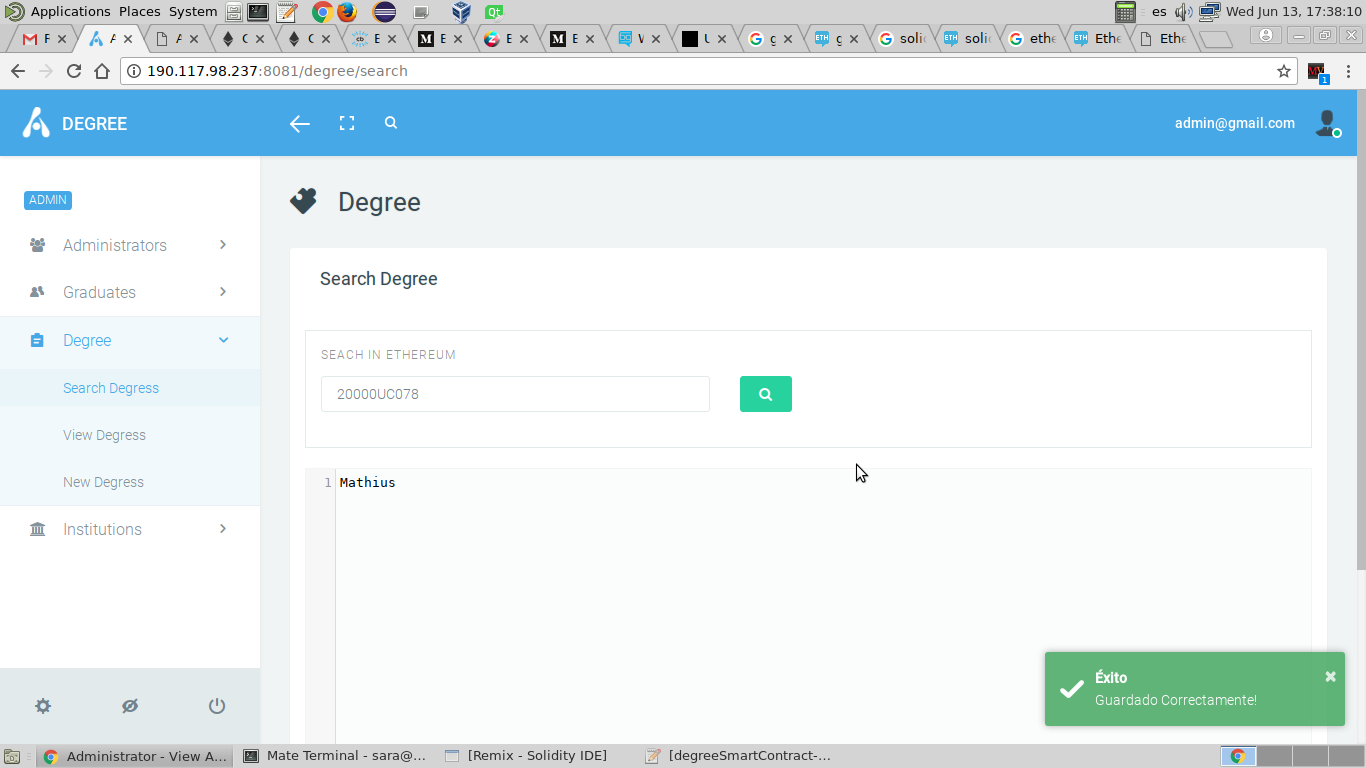 Applications Places System
es Wed Jun 13, 17:38:10
190.117.98.237:8081/degree/search
DEGREE
admin@gmail.com
ADMIN
Administrators
Graduates
Degree
Search Degress
View Degress
New Degress
Institutions
Degree
Search Degree
SEACH IN ETHEREUM
20000UC078
1 Mathius
Éxito
Guardado Correctamente!
Administrator - View A...
Mate Terminal - sara@...
[Remix - Solidity IDE]
[degreeSmartContract-...